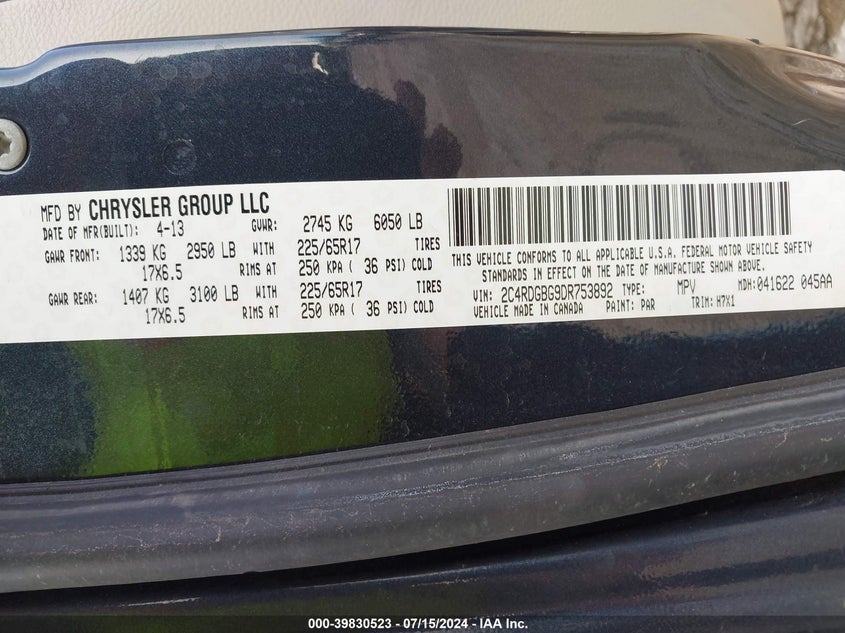 MFD BY CHRYSLER GROUP LLC
DATE OF MFR(BUILT): 4-13 GVWR: 2745 KG 6050 LB
GAWR FRONT: 1339 KG 2950 LB WITH 225/65R17 TIRES
17X6.5 RIMS AT 250 KPA ( 36 PSI) COLD
GAWR REAR: 1407 KG 3100 LB WITH 225/65R17 TIRES
17X6.5 RIMS AT 250 KPA ( 36 PSI) COLD
THIS VEHICLE CONFORMS TO ALL APPLICABLE U.S.A. FEDERAL MOTOR VEHICLE SAFETY
STANDARDS IN EFFECT ON THE DATE OF MANUFACTURE SHOWN ABOVE.
VIN: 2C4RDGBG9DR753892 TYPE: MPV MDH: 041622 045AA
VEHICLE MADE IN CANADA PAINT: PAR TRIM: H7X1
000-39830523 - 07/15/2024 - IAA Inc.